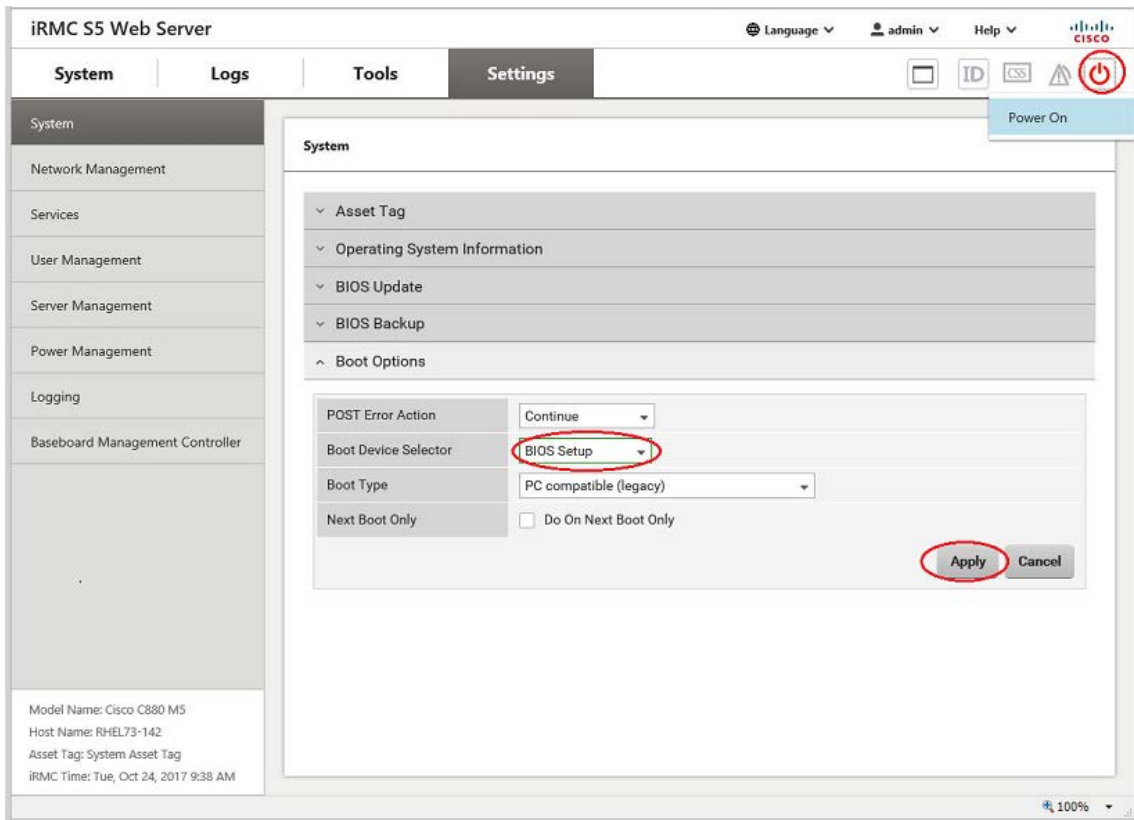 iRMC S5 Web Server
Language admin Help
CISCO
System Logs Tools Settings
ID CSS
Power On
System
Network Management
Services
User Management
Server Management
Power Management
Logging
Baseboard Management Controller
System
Asset Tag
Operating System Information
BIOS Update
BIOS Backup
Boot Options
POST Error Action Continue
Boot Device Selector BIOS Setup
Boot Type PC compatible (legacy)
Next Boot Only Do On Next Boot Only
Apply Cancel
Model Name: Cisco C880 M5
Host Name: RHEL73-142
Asset Tag: System Asset Tag
iRMC Time: Tue, Oct 24, 2017 9:38 AM
100%